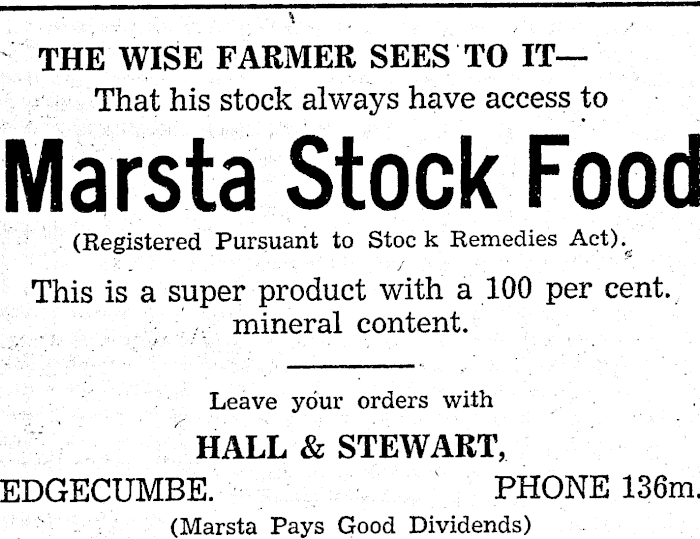 THE WISE FARMER SEES TO IT—
That his stock always have access to
Marsta Stock Food
(Registered Pursuant to Stoc k Remedies Act).
This is a super product with a 100 per cent.
mineral content.
Leave your orders with
HALL & STEWART,
EDGECUMBE. PHONE 136m.
(Marsta Pays Good Dividends)